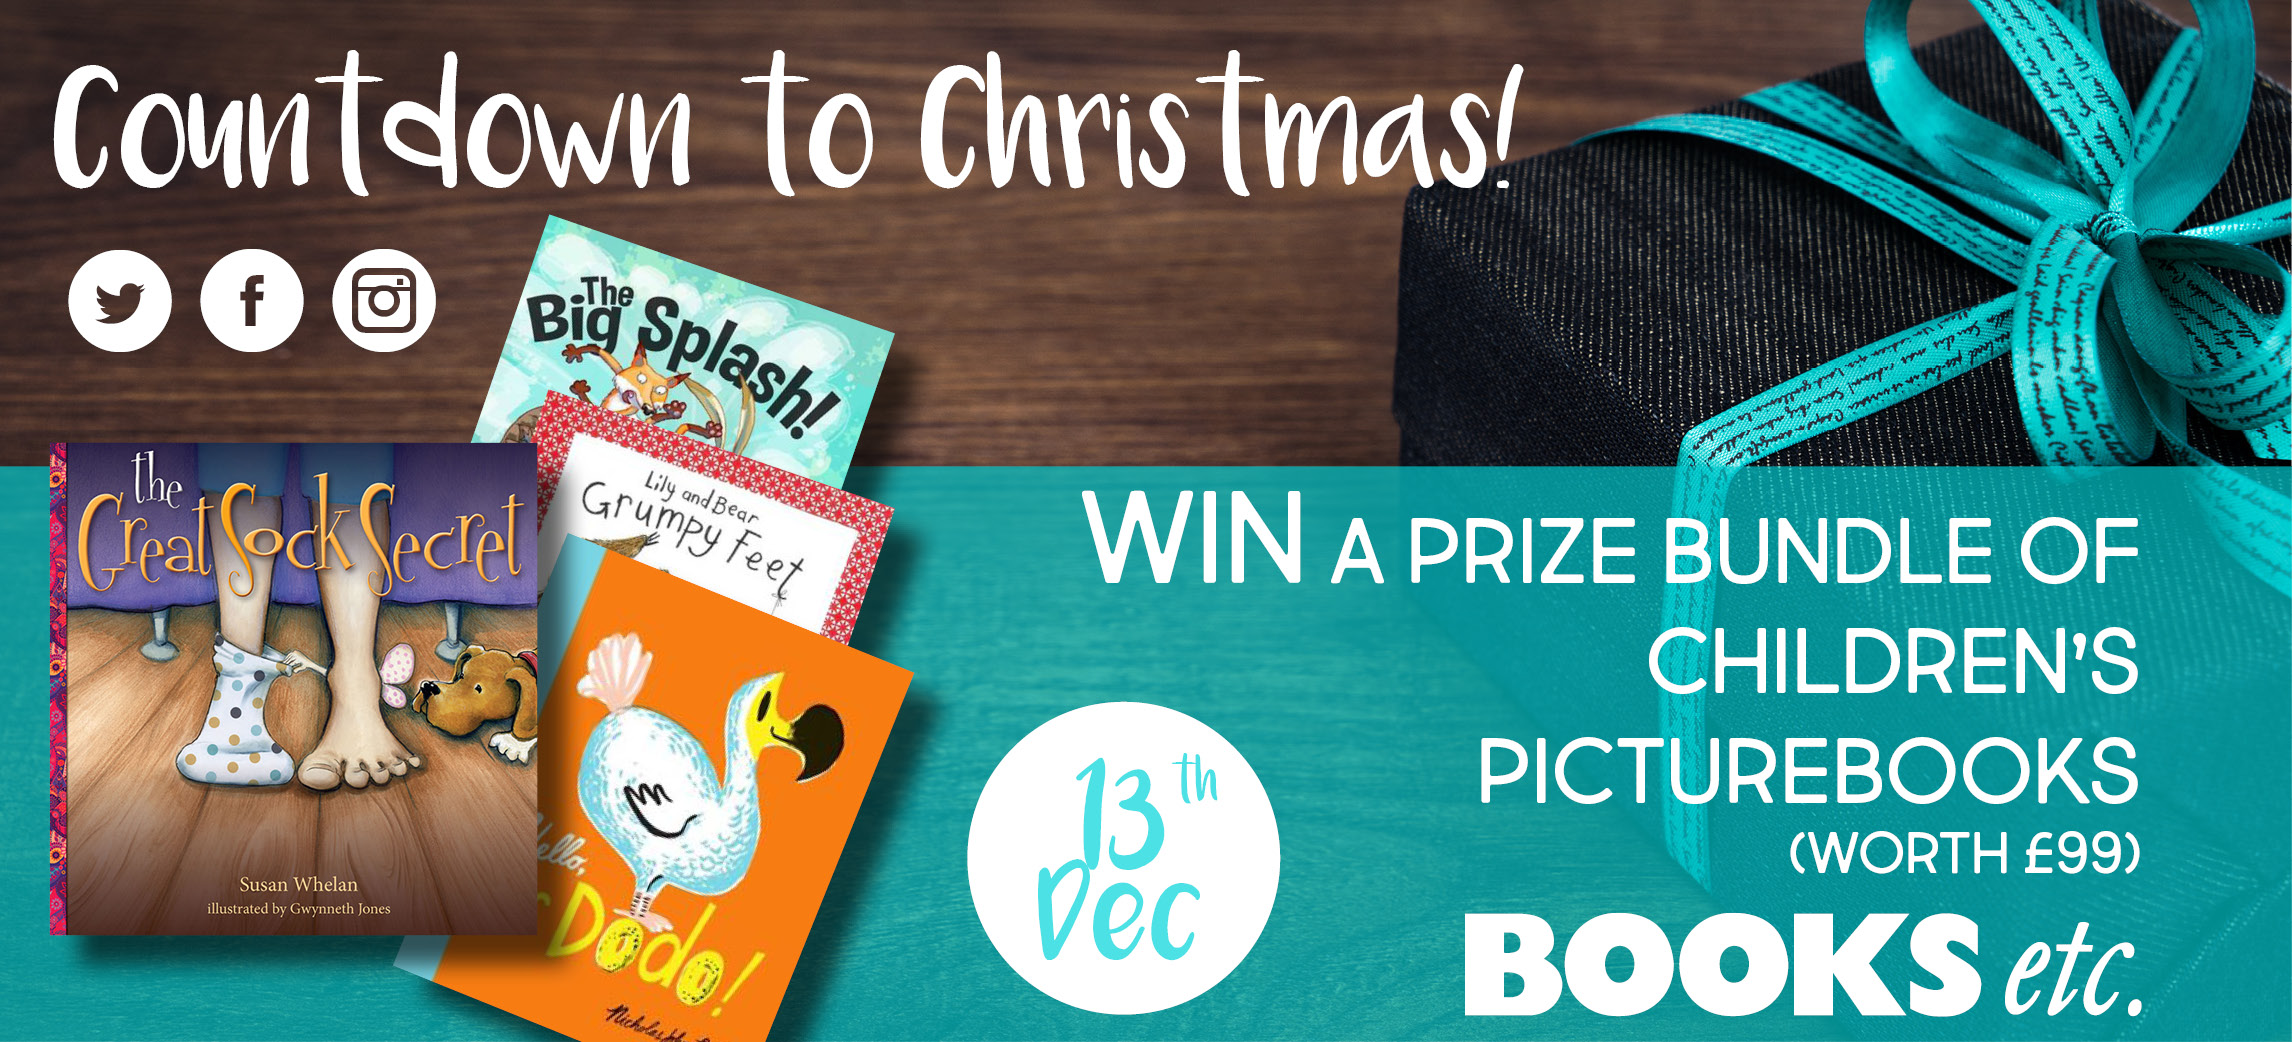 Countdown to Christmas!
The
Big Splash!
Lily and Bear
Grumpy Feet
the
Great Sock Secret
Susan Whelan
illustrated by Gwynneth Jones
Dodo!
WIN A PRIZE BUNDLE OF
CHILDREN'S
PICTUREBOOKS
(WORTH £99)
13th
Dec
BOOKS etc.